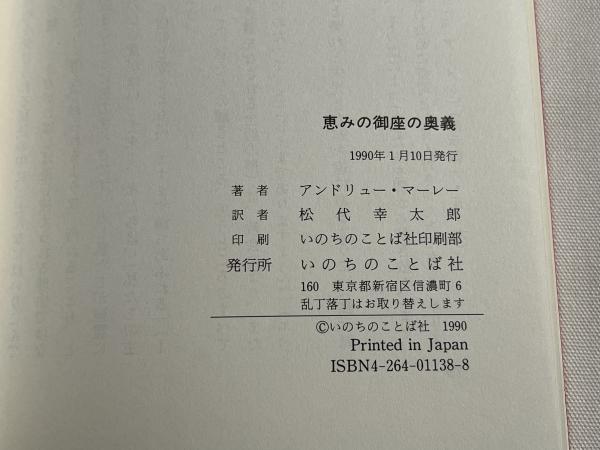 恵みの御座の奥義
1990年1月10日発行
著者 アンドリュー・マーレー
訳者 松代幸太郎
印刷 いのちのことば社印刷部
発行所 いのちのことば社
160 東京都新宿区信濃町6
乱丁落丁はお取り替えします
©いのちのことば社 1990
Printed in Japan
ISBN4-264-01138-8